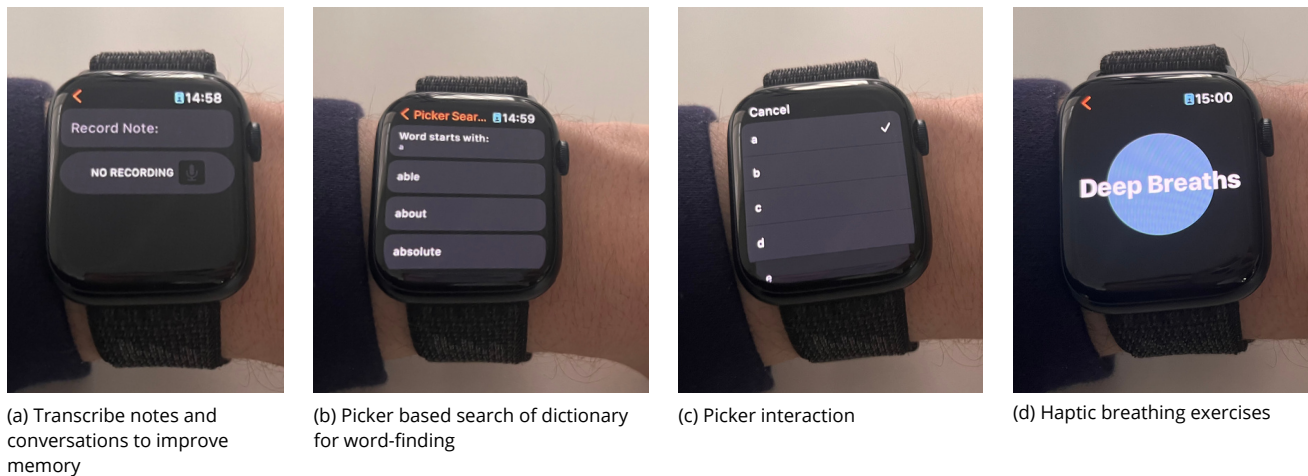 14:58
Record Note:
NO RECORDING
(a) Transcribe notes and
conversations to improve
memory
Picker Sear... 14:59
Word starts with:
a
able
about
absolute
(b) Picker based search of dictionary
for word-finding
Cancel
a
b
c
d
e
(c) Picker interaction
15:00
Deep Breaths
(d) Haptic breathing exercises